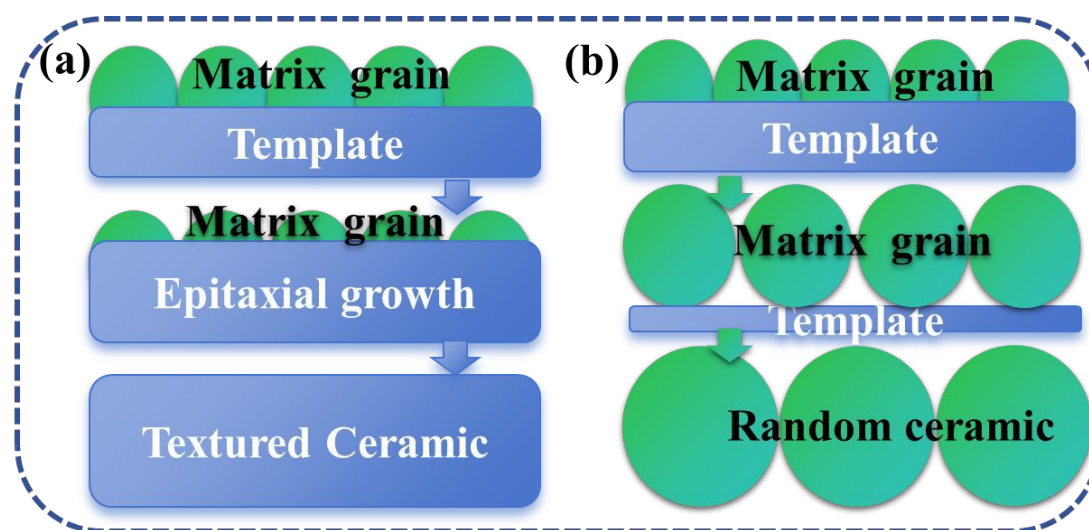 (a)
Matrix grain
Template
Matrix grain
Epitaxial growth
Textured Ceramic
(b)
Matrix grain
Template
Matrix grain
Template
Random ceramic